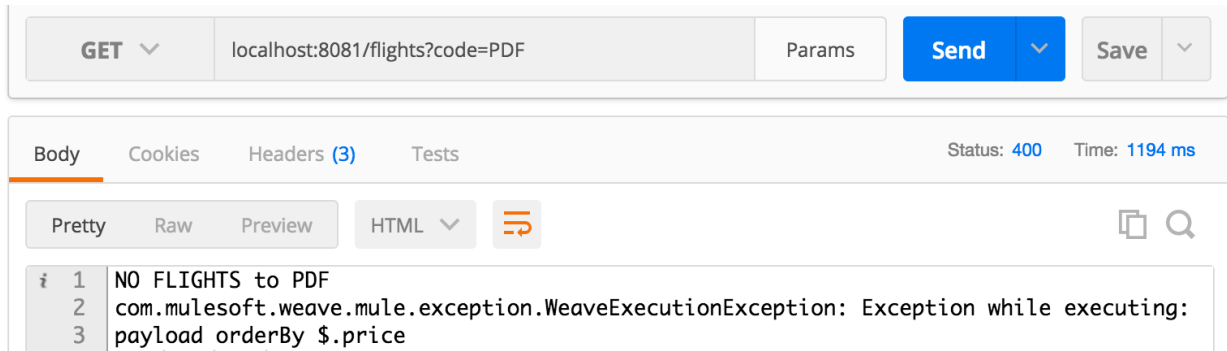 GET localhost:8081/flights?code=PDF Params Send Save
Body Cookies Headers (3) Tests Status: 400 Time: 1194 ms
Pretty Raw Preview HTML
i 1 NO FLIGHTS to PDF
2 com.mulesoft.weave.mule.exception.WeaveExecutionException: Exception while executing:
3 payload orderBy $.price